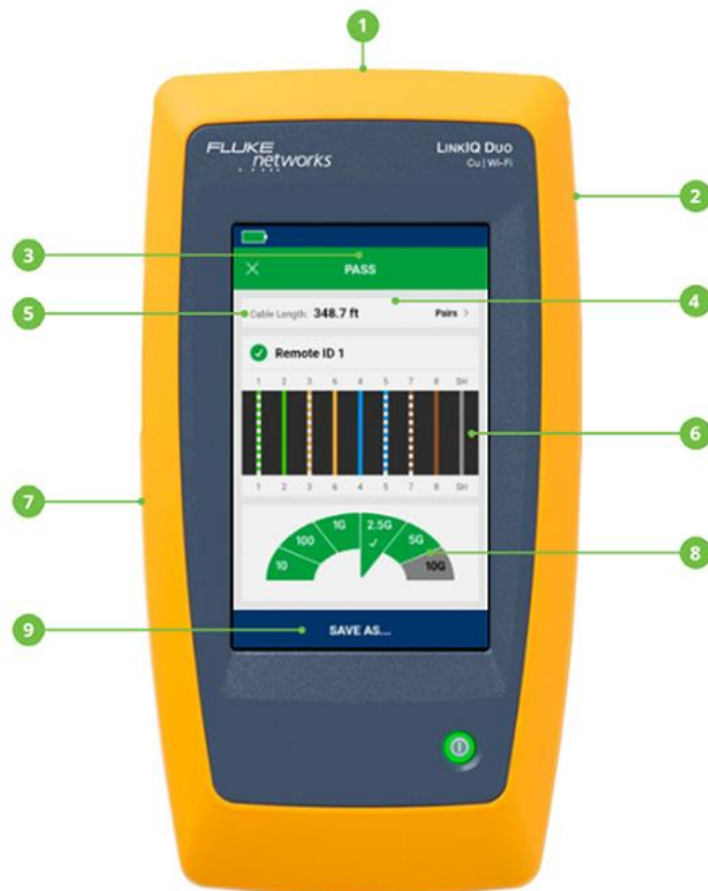 1
FLUKE
networks
LINKIQ DUO
Cu | Wi-Fi
2
3
PASS
4
5
Cable Length: 348.7 ft Pairs >
Remote ID 1
1 2 3 6 4 5 7 8 SH
6
1 2 3 6 4 5 7 8 SH
7
10 100 1G 2.5G 5G 10G
8
9
SAVE AS...